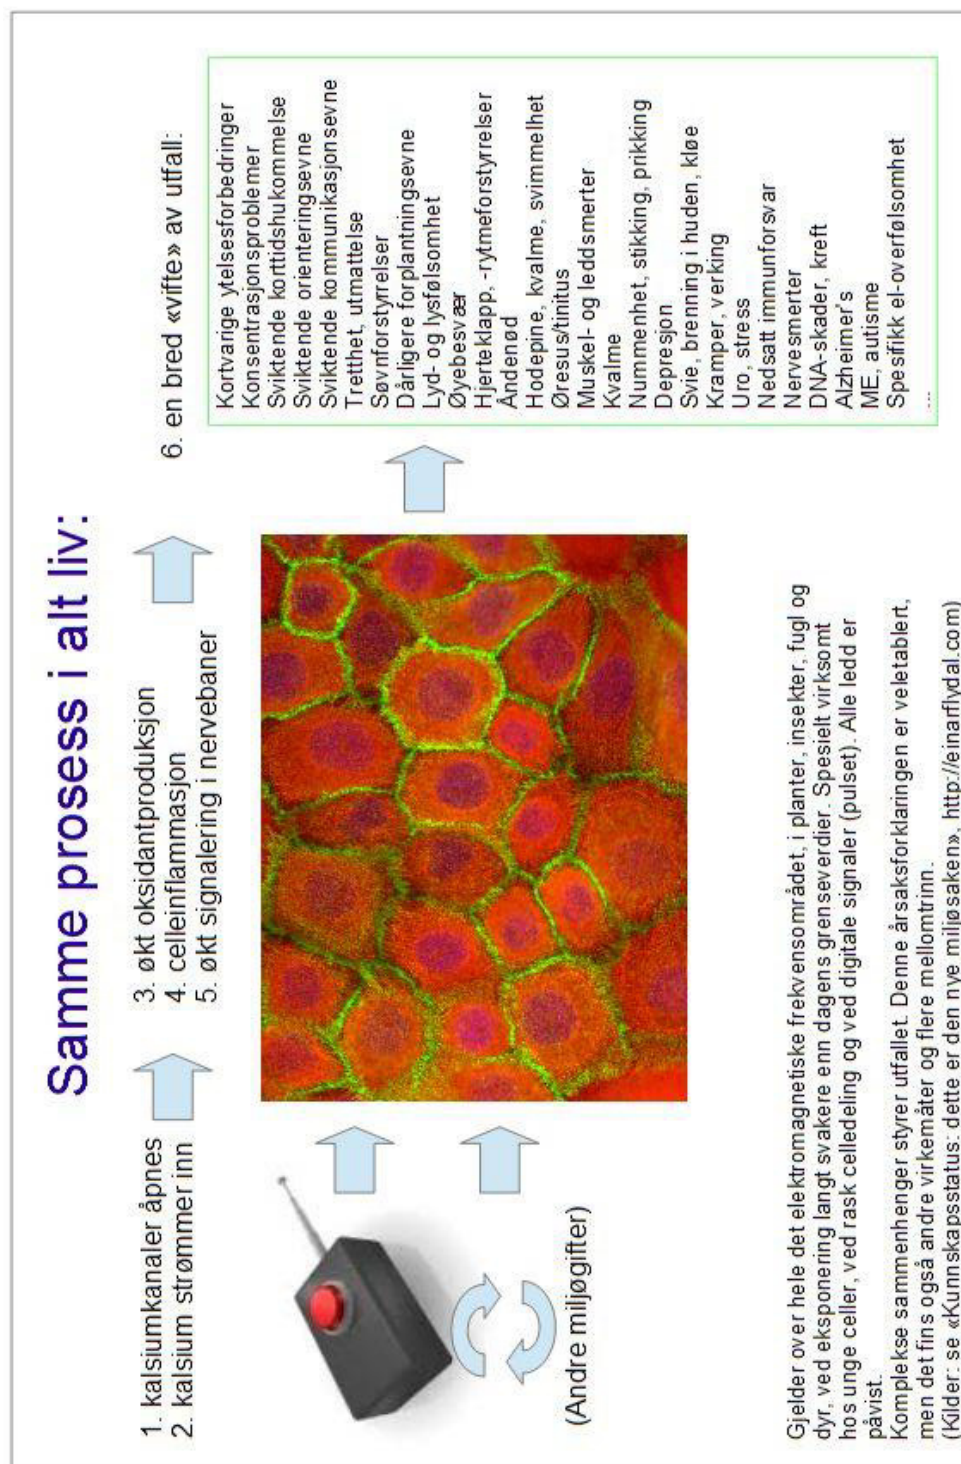 Samme prosess i alt liv:
1. kalsiumkanaler åpnes
2. kalsium strømmer inn
3. økt oksidantproduksjon
4. celleinflammasjon
5. økt signalering i nervebaner
6. en bred «vifte» av utfall:
Kortvarige ytelsesforbedringer
Konsentrasjonsproblemer
Sviktende korttidshukommelse
Sviktende orienteringsevne
Sviktende kommunikasjonsevne
Tretthet, utmattelse
Søvnforstyrrelser
Dårligere forplantningsevne
Lyd- og lysfølsomhet
Øyebesvær
Hjerteklapp, -rytmeforstyrrelser
Åndenød
Hodepine, kvalme, svimmelhet
Øresus/tinnitus
Muskel- og leddsmerter
Kvalme
Nummenhet, stikking, prikking
Depresjon
Svie, brenning i huden, kløe
Kramper, verking
Uro, stress
Nedsatt immunforsvar
Nervesmerter
DNA-skader, kreft
Alzheimer's
ME, autisme
Spesifikk el-overfølsomhet
...
(Andre miljøgifter)
Gjelder over hele det elektromagnetiske frekvensområdet, i planter, insekter, fugl og
dyr, ved eksponering langt svakere enn dagens grenseverdier. Spesielt virksomt
hos unge celler, ved rask celledeling og ved digitale signaler (pulset). Alle ledd er
påvist.
Komplekse sammenhenger styrer utfallet. Denne årsaksforklaringen er veletablert,
men det fins også andre virkemåter og flere mellomtrinn.
(Kilder: se «Kunnskapsstatus: dette er den nye miljøsaken», http://einarflydal.com)